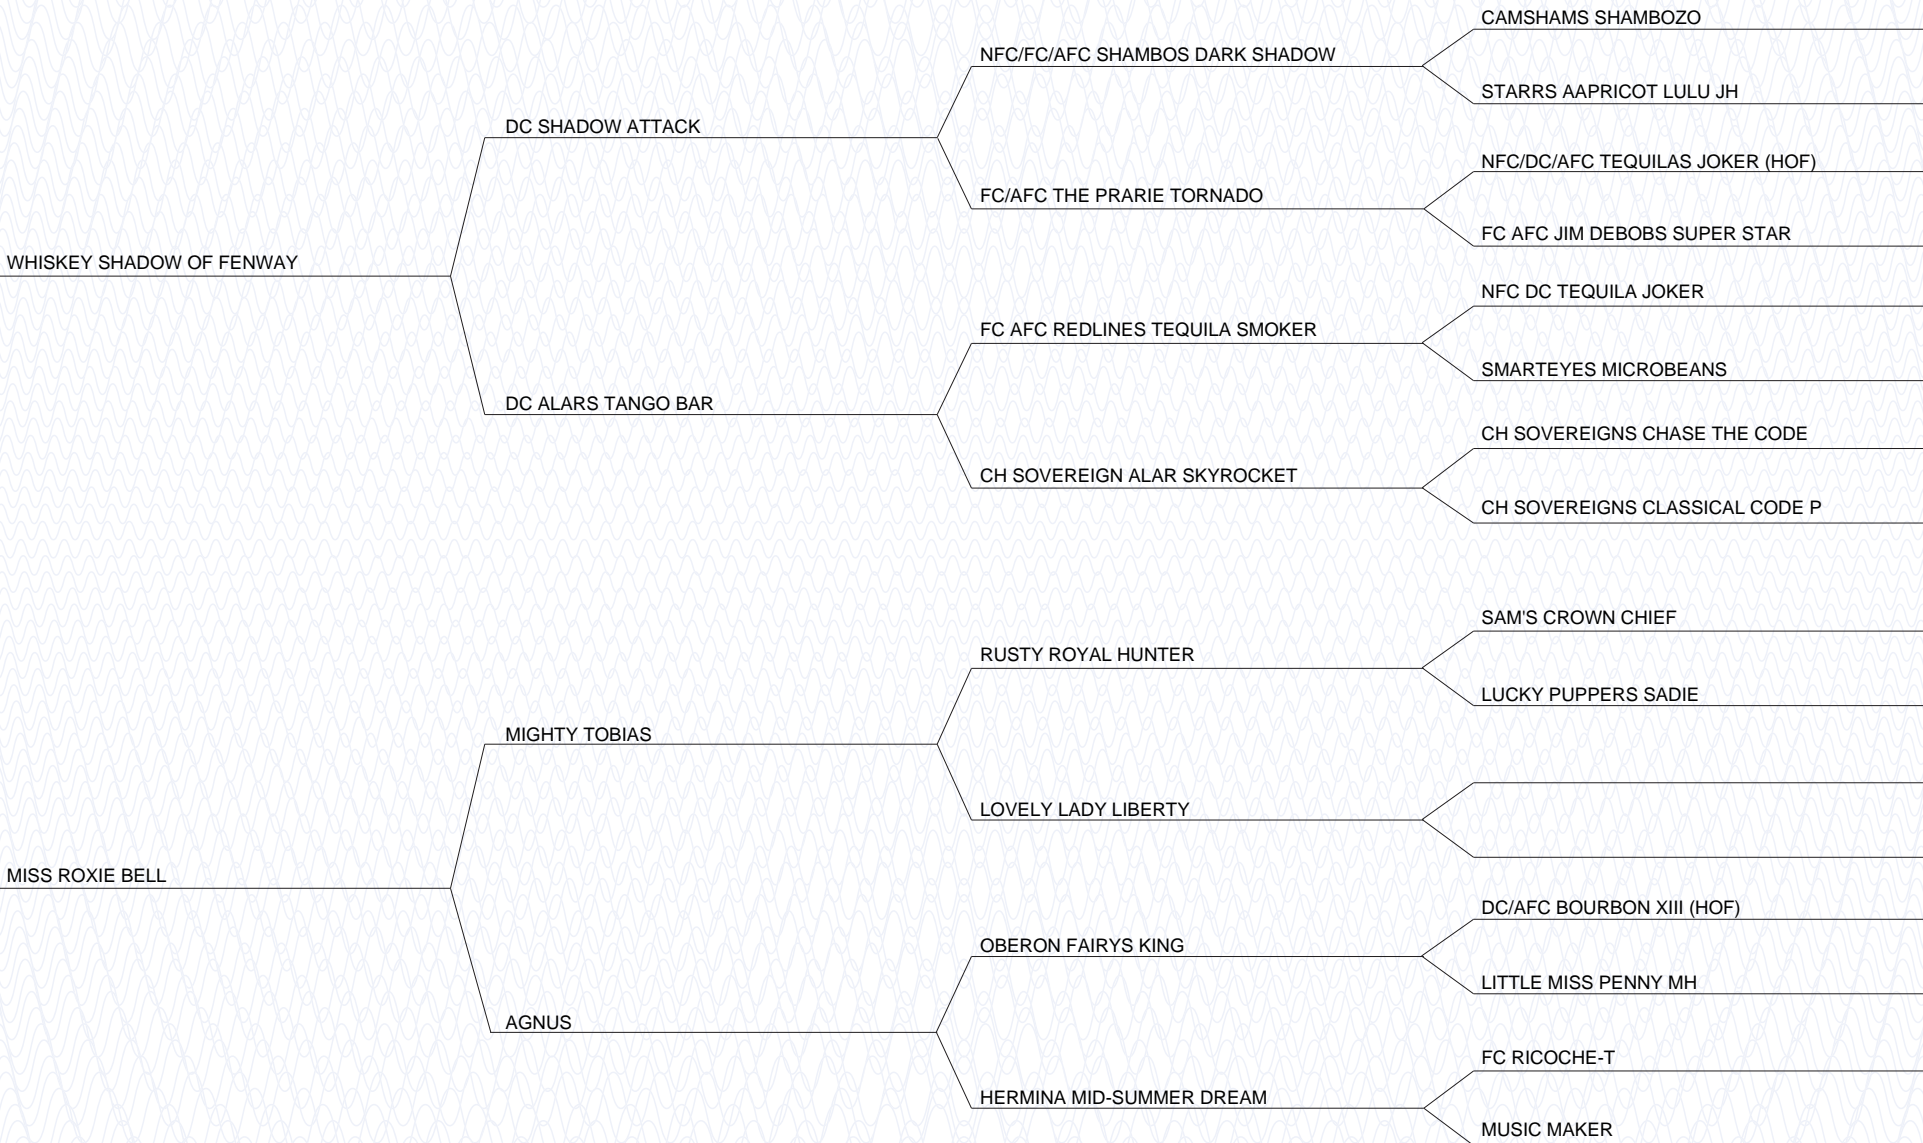 CAMSHAMS SHAMBOZO
NFC/FC/AFC SHAMBOS DARK SHADOW
STARRS AAPRICOT LULU JH
DC SHADOW ATTACK
NFC/DC/AFC TEQUILAS JOKER (HOF)
FC/AFC THE PRARIE TORNADO
FC AFC JIM DEBOBS SUPER STAR
WHISKEY SHADOW OF FENWAY
NFC DC TEQUILA JOKER
FC AFC REDLINES TEQUILA SMOKER
SMARTEYES MICROBEANS
DC ALARS TANGO BAR
CH SOVEREIGNS CHASE THE CODE
CH SOVEREIGN ALAR SKYROCKET
CH SOVEREIGNS CLASSICAL CODE P
SAM'S CROWN CHIEF
RUSTY ROYAL HUNTER
LUCKY PUPPERS SADIE
MIGHTY TOBIAS
LOVELY LADY LIBERTY
MISS ROXIE BELL
DC/AFC BOURBON XIII (HOF)
OBERON FAIRYS KING
LITTLE MISS PENNY MH
AGNUS
FC RICOCHE-T
HERMINA MID-SUMMER DREAM
MUSIC MAKER